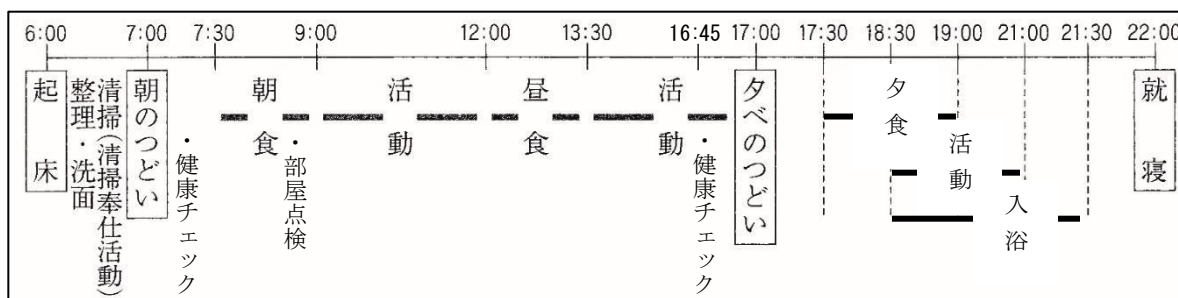 6:00 7:00 7:30 9:00 12:00 13:30 16:45 17:00 17:30 18:30 19:00 21:00 21:30 22:00
起床
整理・洗面
清掃(清掃奉仕活動)
朝のつどい
・健康チェック
朝食
・部屋点検
活動
昼食
活動
・健康チェック
夕べのつどい
夕食
活動
入浴
就寝